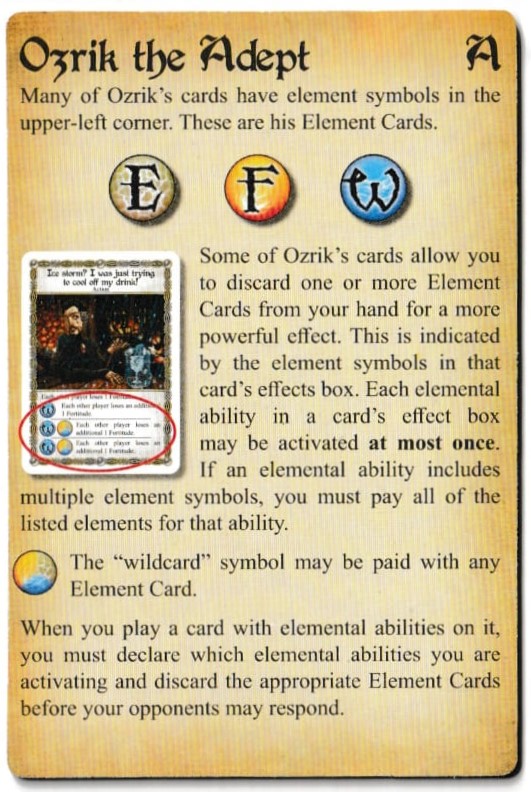 Ozrik the Adept A
Many of Ozrik's cards have element symbols in the
upper-left corner. These are his Element Cards.
E F W
Some of Ozrik's cards allow you
to discard one or more Element
Cards from your hand for a more
powerful effect. This is indicated
by the element symbols in that
card's effects box. Each elemental
ability in a card's effect box
may be activated at most once.
If an elemental ability includes
multiple element symbols, you must pay all of the
listed elements for that ability.
Ice storm? I was just trying
to cool off my drink!
Action
Each other player loses 1 Fortitude.
Each other player loses an additional
1 Fortitude.
Each other player loses an
additional 1 Fortitude.
Each other player loses an
additional 1 Fortitude.
The “wildcard” symbol may be paid with any
Element Card.
When you play a card with elemental abilities on it,
you must declare which elemental abilities you are
activating and discard the appropriate Element Cards
before your opponents may respond.